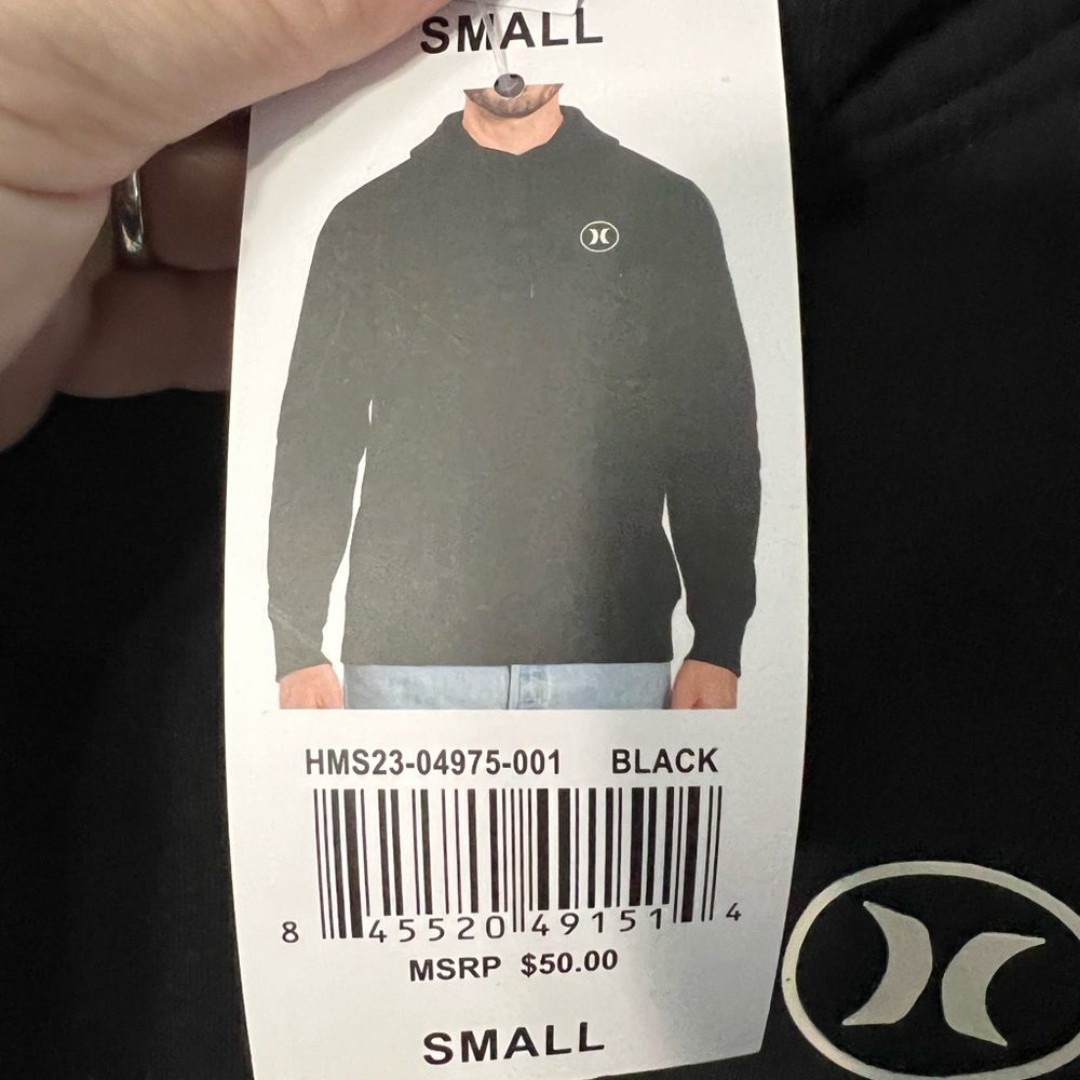 SMALL
HMS23-04975-001 BLACK
8 45520 49151 4
MSRP $50.00
SMALL